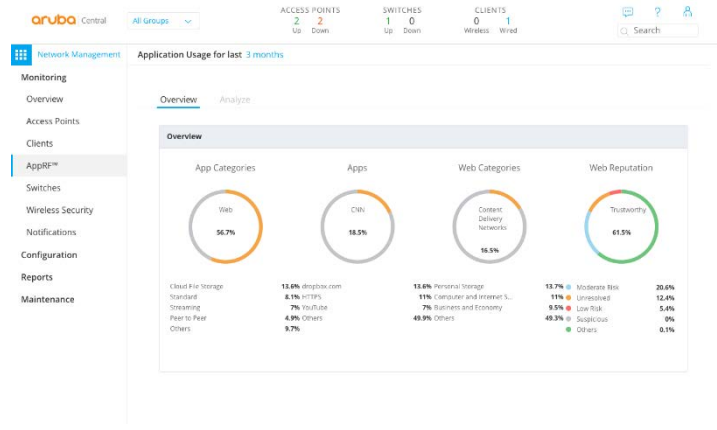 aruba Central
All Groups
ACCESS POINTS
2 2
Up Down
SWITCHES
1 0
Up Down
CLIENTS
0 1
Wireless Wired
?
Search
Network Management
Application Usage for last 3 months
Monitoring
Overview
Access Points
Clients
AppRF™
Switches
Wireless Security
Notifications
Configuration
Reports
Maintenance
Overview Analyze
Overview
App Categories
Web
56.7%
Cloud File Storage 13.6%
Standard 8.1%
Streaming 7%
Peer to Peer 4.9%
Others 9.7%
Apps
CNN
18.5%
dropbox.com 13.6%
HTTPS 11%
YouTube 7%
Others 49.9%
Web Categories
Content
Delivery
Networks
16.5%
Personal Storage 13.7%
Computer and Internet S... 11%
Business and Economy 9.5%
Others 49.3%
Web Reputation
Trustworthy
61.5%
Moderate Risk 20.6%
Unresolved 12.4%
Low Risk 5.4%
Suspicious 0%
Others 0.1%